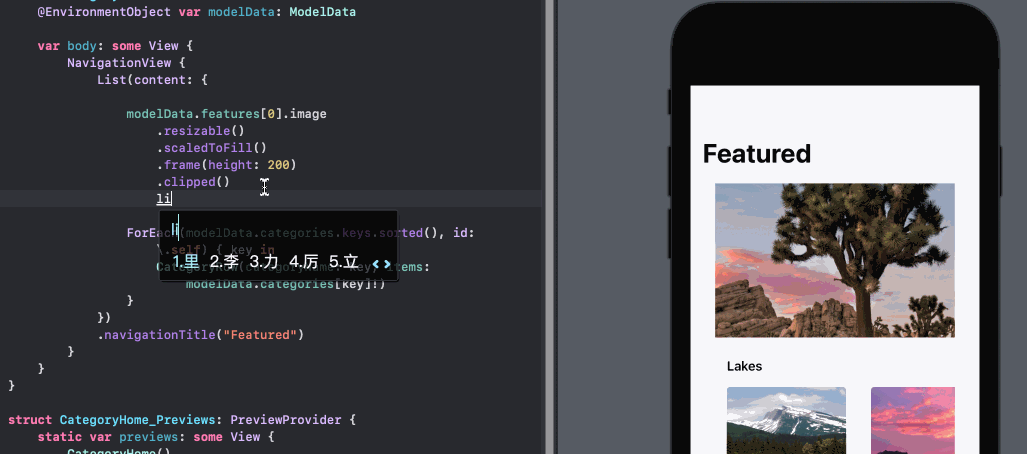 @EnvironmentObject var modelData: ModelData
var body: some View {
NavigationView {
List(content: {
modelData.features[0].image
.resizable()
.scaledToFill()
.frame(height: 200)
.clipped()
li
li
1.里 2.李 3.力 4.厉 5.立
ForEach(modelData.categories.keys.sorted(), id:
\.self) { key in
CategoryRow(categoryName: key, items:
modelData.categories[key]!)
}
})
.navigationTitle("Featured")
}
}
}
struct CategoryHome_Previews: PreviewProvider {
static var previews: some View {
CategoryHome()
Featured
Lakes